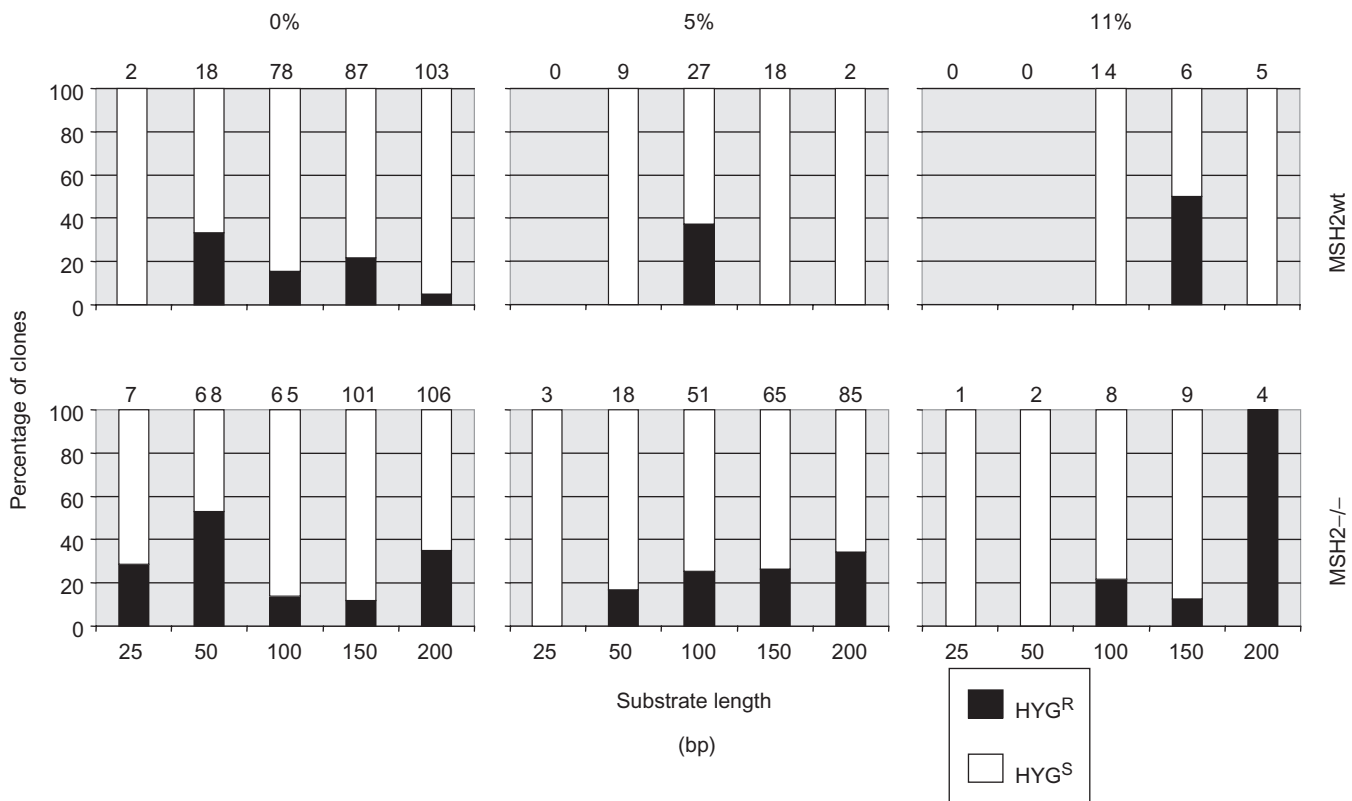 0% 5% 11%
2 18 78 87 103 0 9 27 18 2 0 0 14 6 5
100
80
60
40
20
0
MSH2wt
Percentage of clones
7 68 65 101 106 3 18 51 65 85 1 2 8 9 4
100
80
60
40
20
0
MSH2–/–
25 50 100 150 200 25 50 100 150 200 25 50 100 150 200
Substrate length
(bp)
HYGR
HYGS